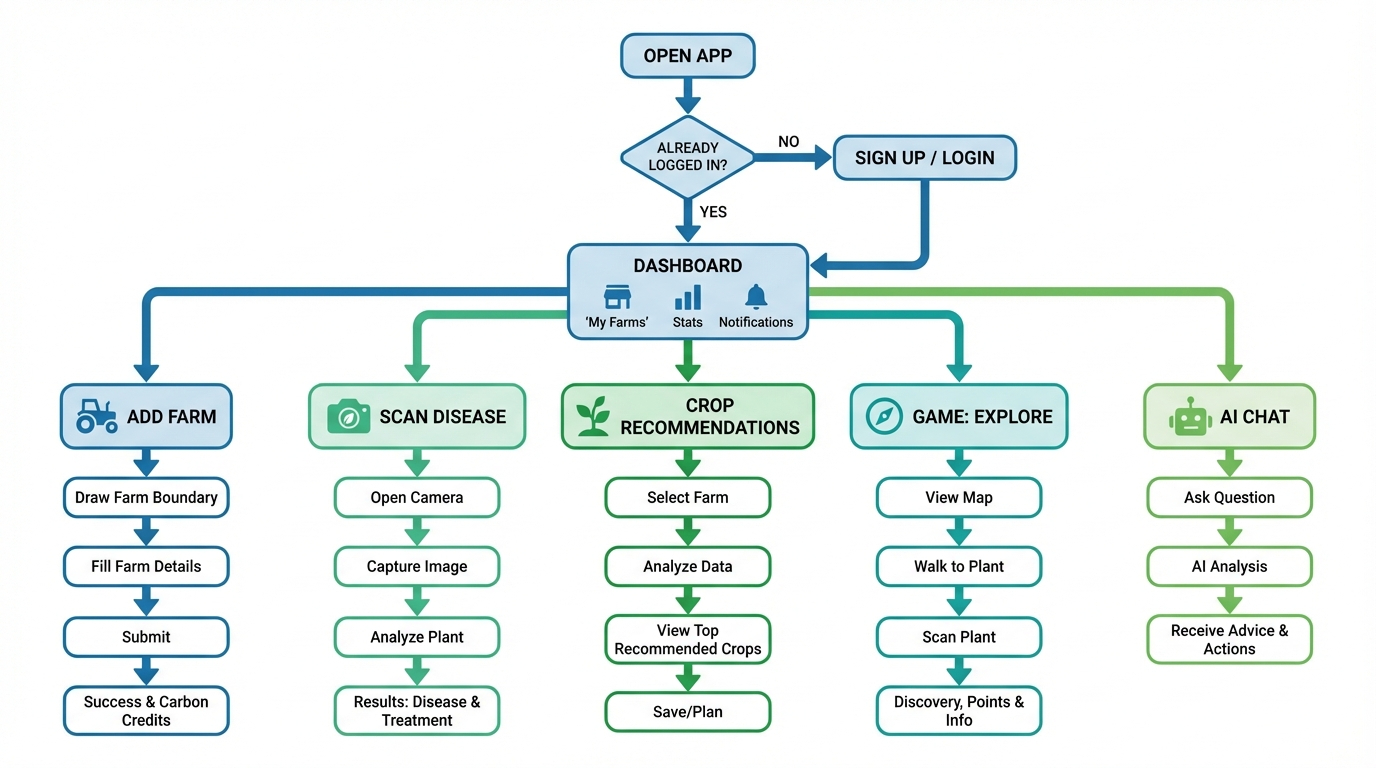 OPEN APP
ALREADY
LOGGED IN?
NO
SIGN UP / LOGIN
YES
DASHBOARD
'My Farms'
Stats
Notifications
ADD FARM
Draw Farm Boundary
Fill Farm Details
Submit
Success & Carbon
Credits
SCAN DISEASE
Open Camera
Capture Image
Analyze Plant
Results: Disease &
Treatment
CROP
RECOMMENDATIONS
Select Farm
Analyze Data
View Top
Recommended Crops
Save/Plan
GAME: EXPLORE
View Map
Walk to Plant
Scan Plant
Discovery, Points &
Info
AI CHAT
Ask Question
AI Analysis
Receive Advice &
Actions